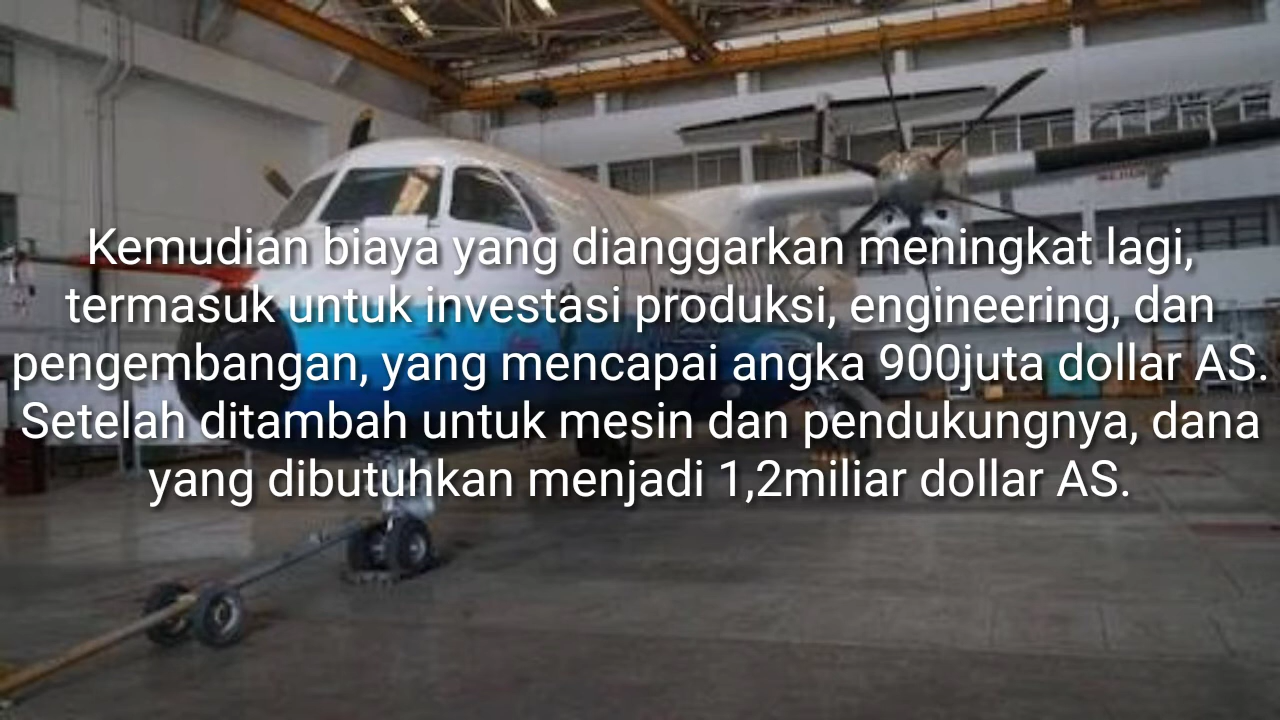 Kemudian biaya yang dianggarkan meningkat lagi,
termasuk untuk investasi produksi, engineering, dan
pengembangan, yang mencapai angka 900juta dollar AS.
Setelah ditambah untuk mesin dan pendukungnya, dana
yang dibutuhkan menjadi 1,2miliar dollar AS.